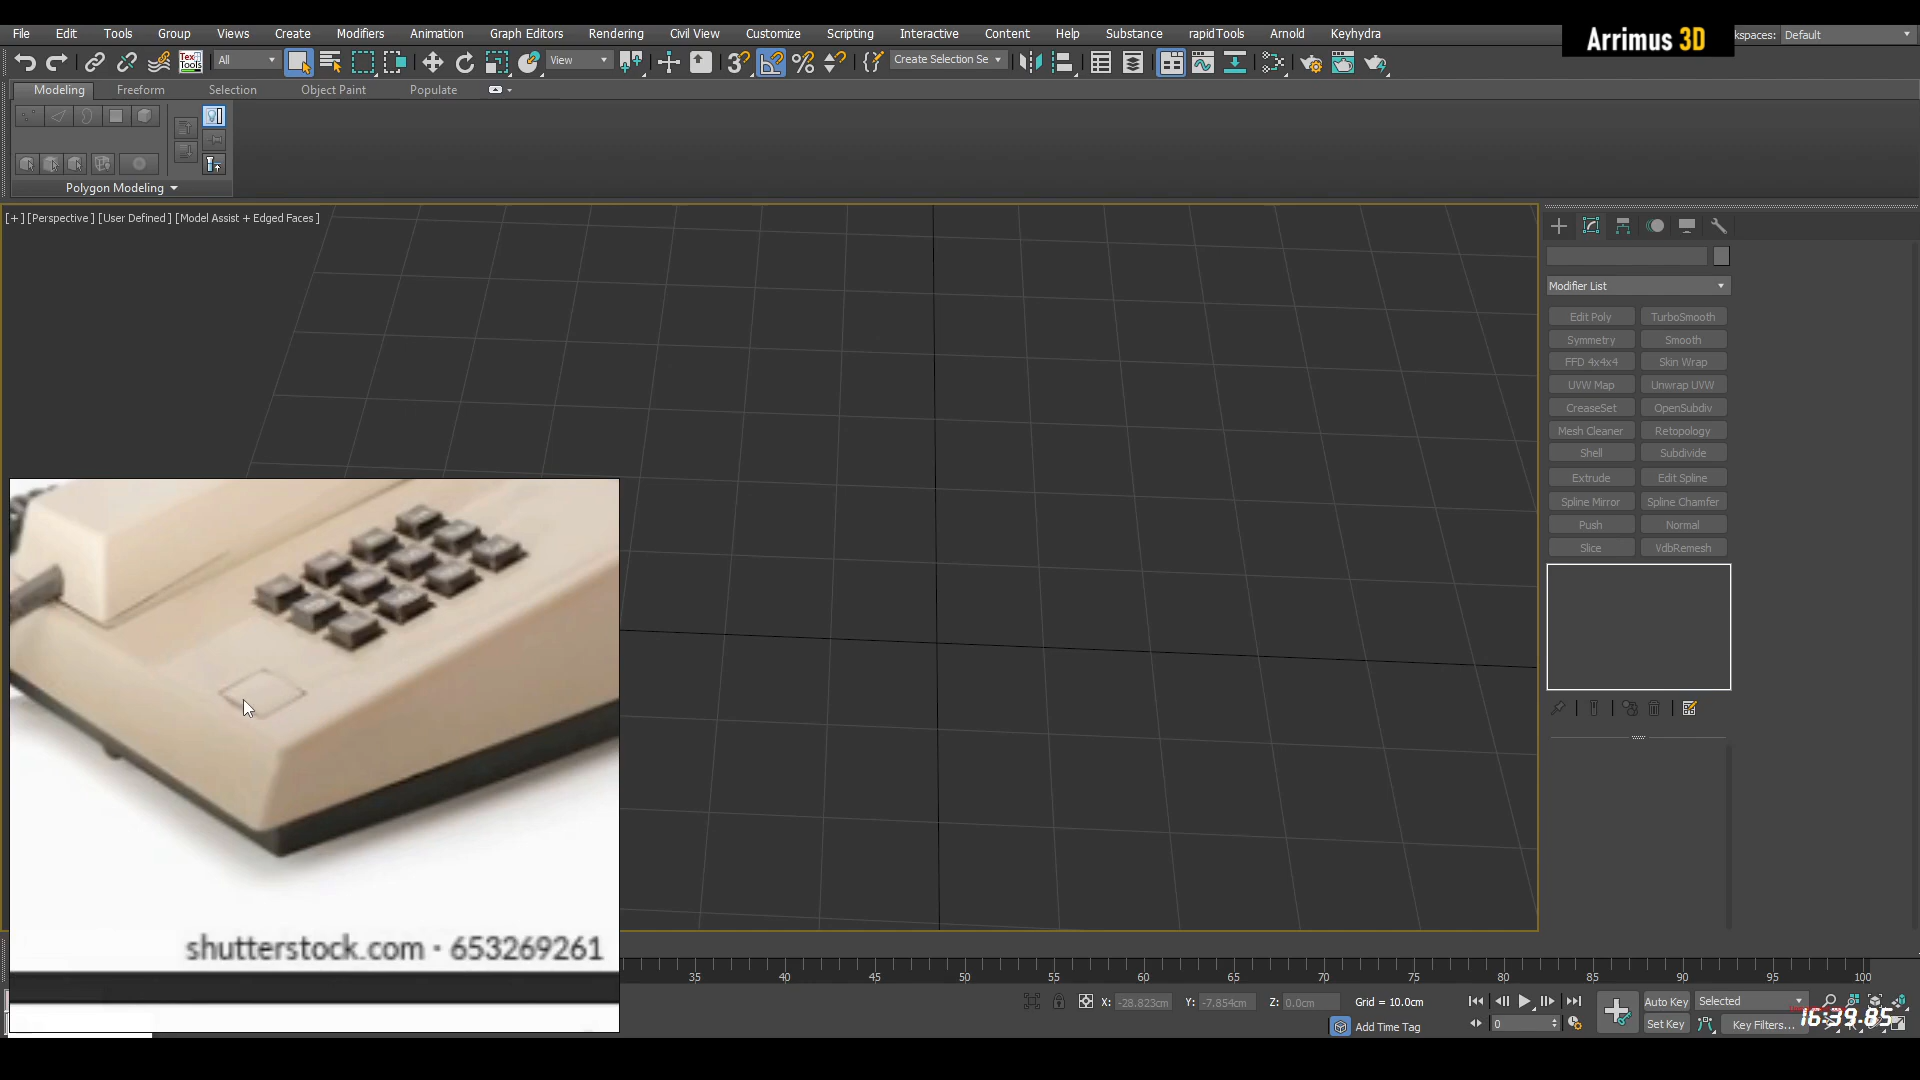 File Edit Tools Group Views Create Modifiers Animation Graph Editors Rendering Civil View Customize Scripting Interactive Content Help Substance rapidTools Arnold Keyhydra
Arrimus 3D
kspaces: Default
Tex Tools
All
View
3
Create Selection Se
Modeling Freeform Selection Object Paint Populate
Polygon Modeling
[+] [Perspective] [User Defined] [Model Assist + Edged Faces]
Modifier List
Edit Poly TurboSmooth
Symmetry Smooth
FFD 4x4x4 Skin Wrap
UVW Map Unwrap UVW
CreaseSet OpenSubdiv
Mesh Cleaner Retopology
Shell Subdivide
Extrude Edit Spline
Spline Mirror Spline Chamfer
Push Normal
Slice VdbRemesh
shutterstock.com · 653269261
35 40 45 50 55 60 65 70 75 80 85 90 95 100
X: -28.823cm Y: -7.854cm Z: 0.0cm Grid = 10.0cm
Add Time Tag
0
Auto Key Selected
Set Key Key Filters...
16:39.85